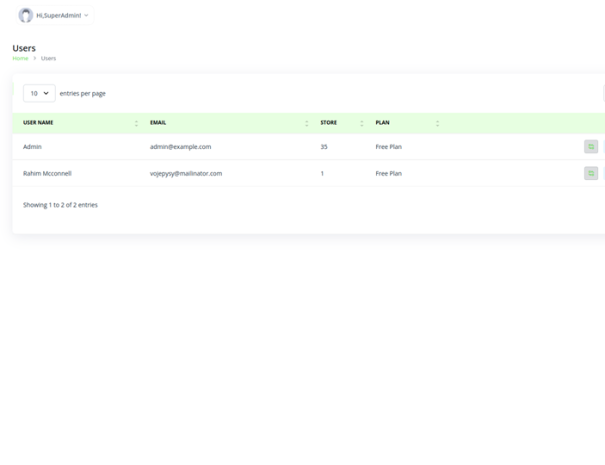 Hi,SuperAdmin!
Users
Home > Users
10 entries per page
USER NAME EMAIL STORE PLAN
Admin admin@example.com 35 Free Plan
Rahim Mcconnell vojepysy@mailinator.com 1 Free Plan
Showing 1 to 2 of 2 entries